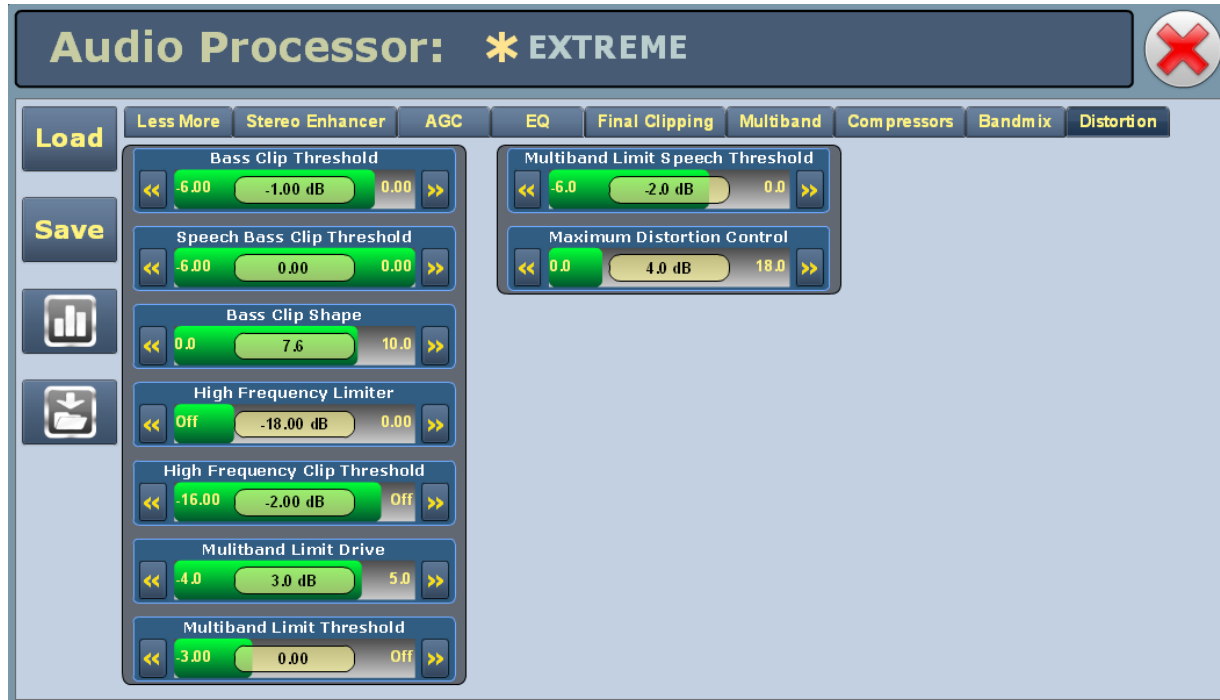 Audio Processor: * EXTREME
Less More Stereo Enhancer AGC EQ Final Clipping Multiband Compressors Bandmix Distortion
Load
Save
Bass Clip Threshold
<< -6.00 -1.00 dB 0.00 >>
Speech Bass Clip Threshold
<< -6.00 0.00 0.00 >>
Bass Clip Shape
<< 0.0 7.6 10.0 >>
High Frequency Limiter
<< Off -18.00 dB 0.00 >>
High Frequency Clip Threshold
<< -16.00 -2.00 dB Off >>
Mulitband Limit Drive
<< -4.0 3.0 dB 5.0 >>
Multiband Limit Threshold
<< -3.00 0.00 Off >>
Multiband Limit Speech Threshold
<< -6.0 -2.0 dB 0.0 >>
Maximum Distortion Control
<< 0.0 4.0 dB 18.0 >>